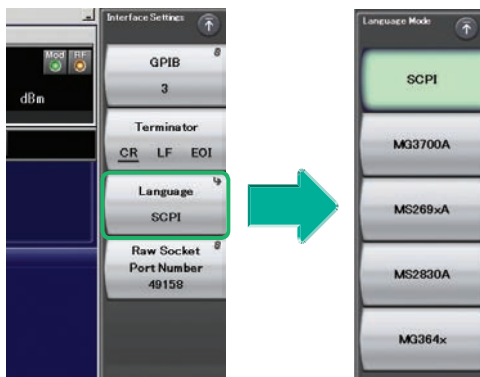 Interface Settings
Mod RF
dBm
GPIB
3
Terminator
CR LF EOI
Language
SCPI
Raw Socket
Port Number
49158
Language Mode
SCPI
MG3700A
MS269xA
MS2830A
MG364x